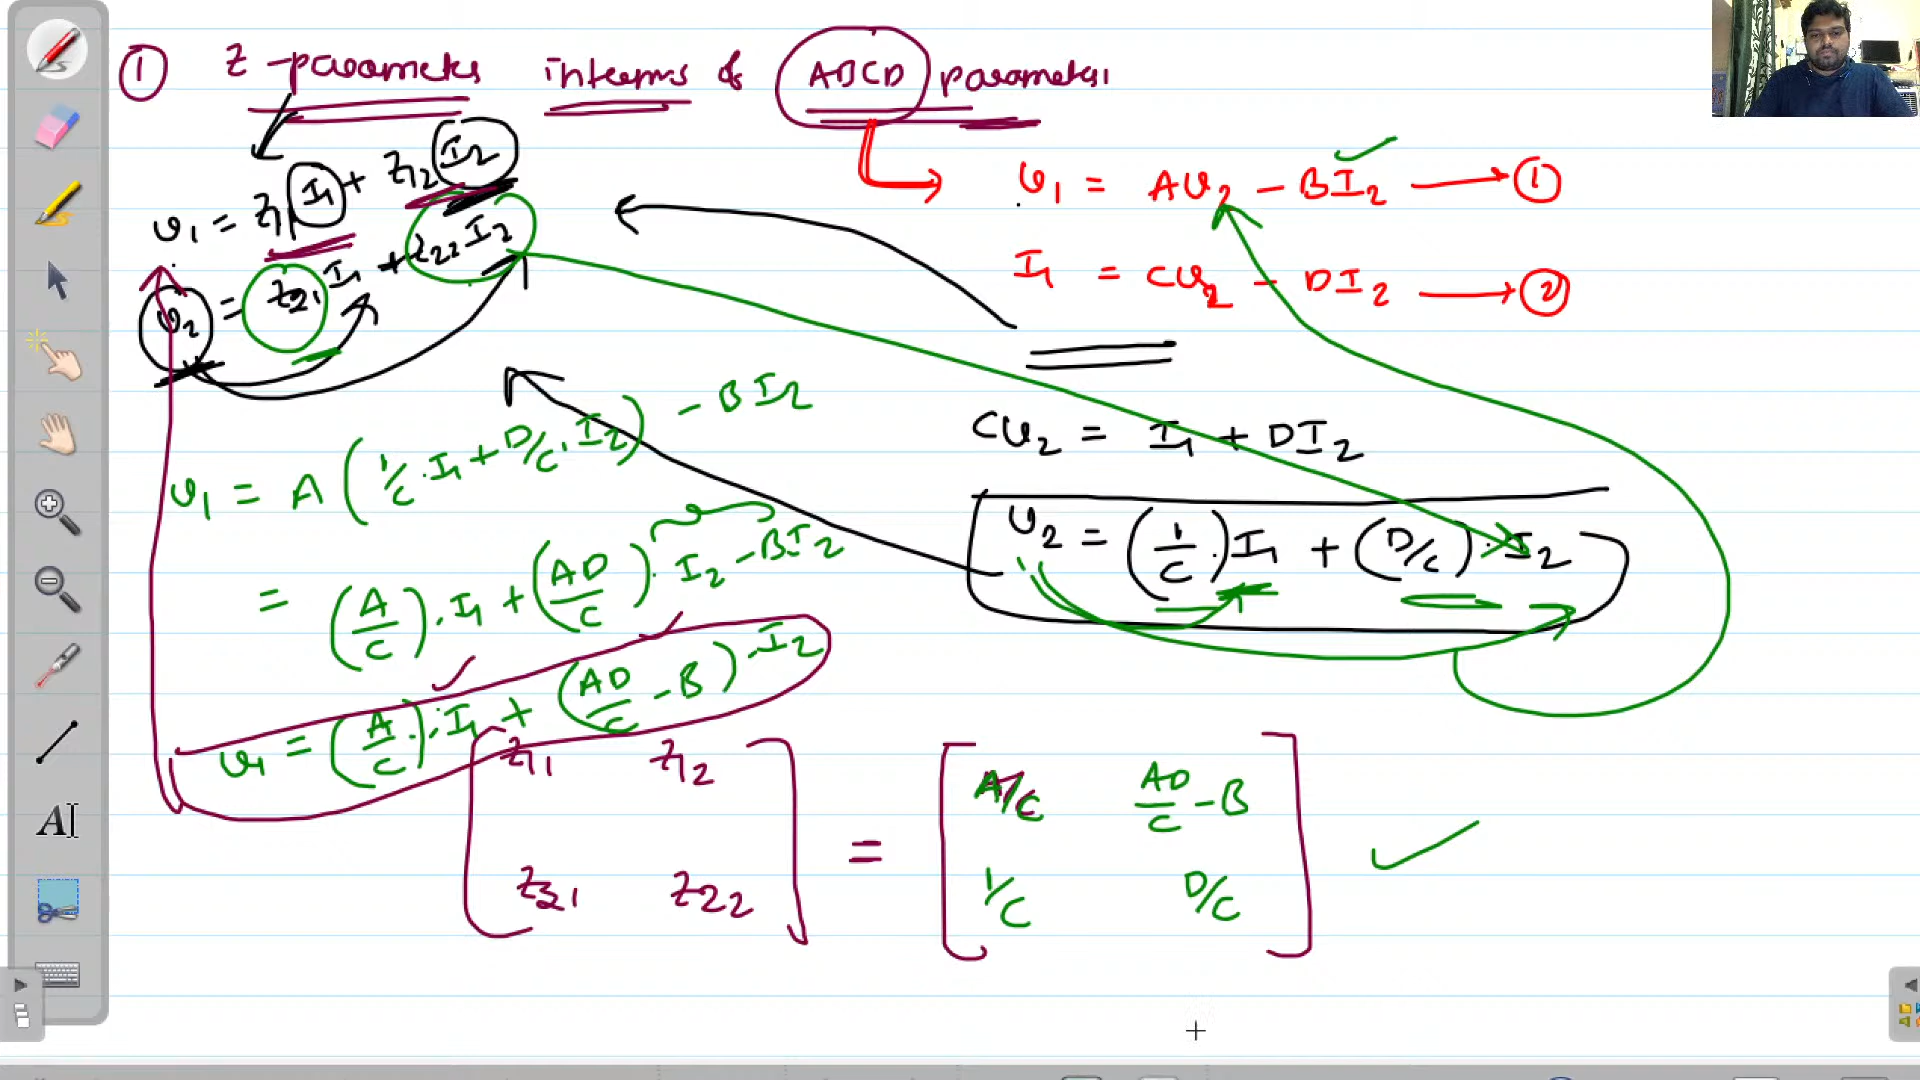 ① Z-parameters interms of ABCD parameters
V1 = Z11 I1 + Z12 I2
V2 = Z21 I1 + Z22 I2
V1 = AV2 - BI2 → ①
I1 = CV2 - DI2 → ②
CV2 = I1 + DI2
V2 = (1/C).I1 + (D/C).I2
V1 = A(1/C.I1 + D/C.I2) - BI2
= (A/C).I1 + (AD/C).I2 - BI2
V1 = (A/C).I1 + (AD/C - B).I2
[Z11 Z12] = [A/C AD/C - B]
[Z21 Z22] [1/C D/C]
A